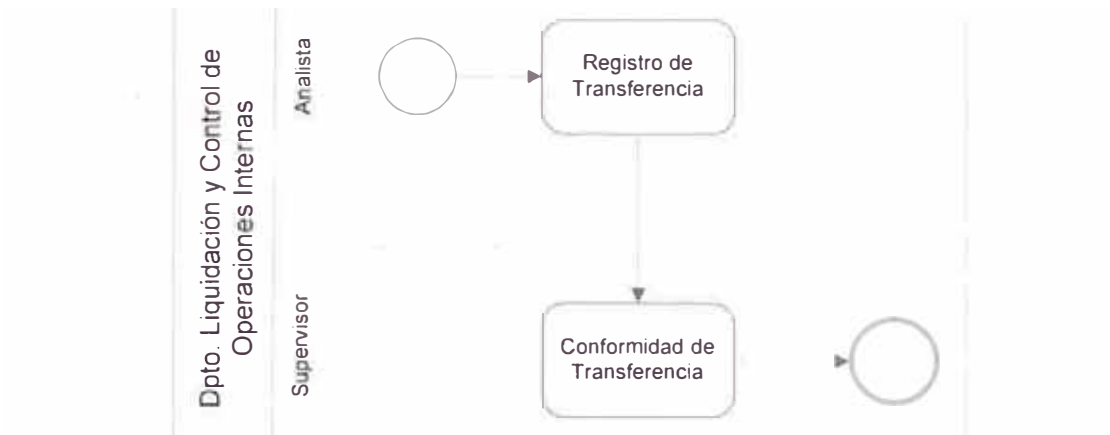 Dpto. Liquidación y Control de
Operaciones Internas
Analista
Registro de
Transferencia
Supervisor
Conformidad de
Transferencia